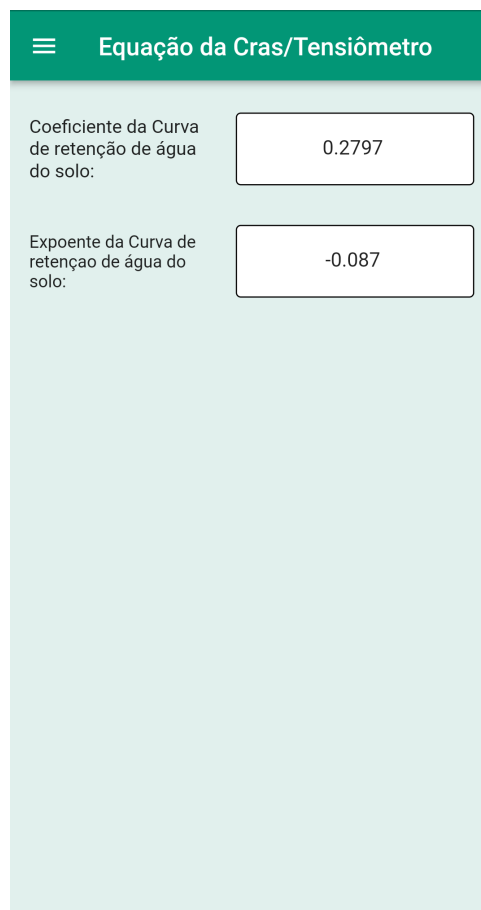 Equação da Cras/Tensiômetro
Coeficiente da Curva
de retenção de água
do solo:
0.2797
Expoente da Curva de
retençao de água do
solo:
-0.087